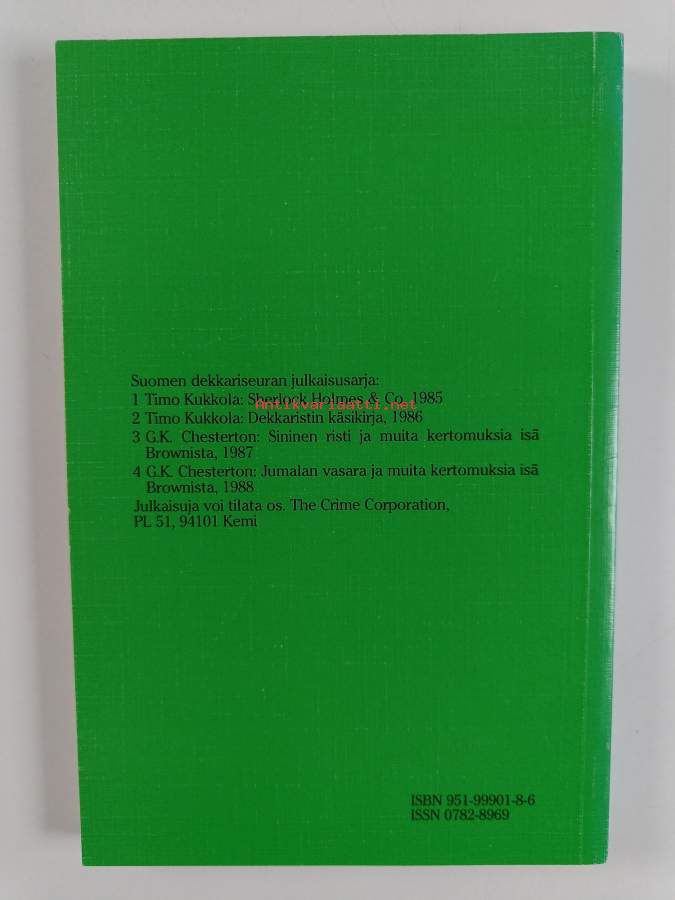 Suomen dekkariseuran julkaisusarja:
1 Timo Kukkola: Sherlock Holmes & Co, 1985
Antikvariaatti.net
2 Timo Kukkola: Dekkaristin käsikirja, 1986
3 G.K. Chesterton: Sininen risti ja muita kertomuksia isä
Brownista, 1987
4 G.K. Chesterton: Jumalan vasara ja muita kertomuksia isä
Brownista, 1988
Julkaisuja voi tilata os. The Crime Corporation,
PL 51, 94101 Kemi
ISBN 951-99901-8-6
ISSN 0782-8969